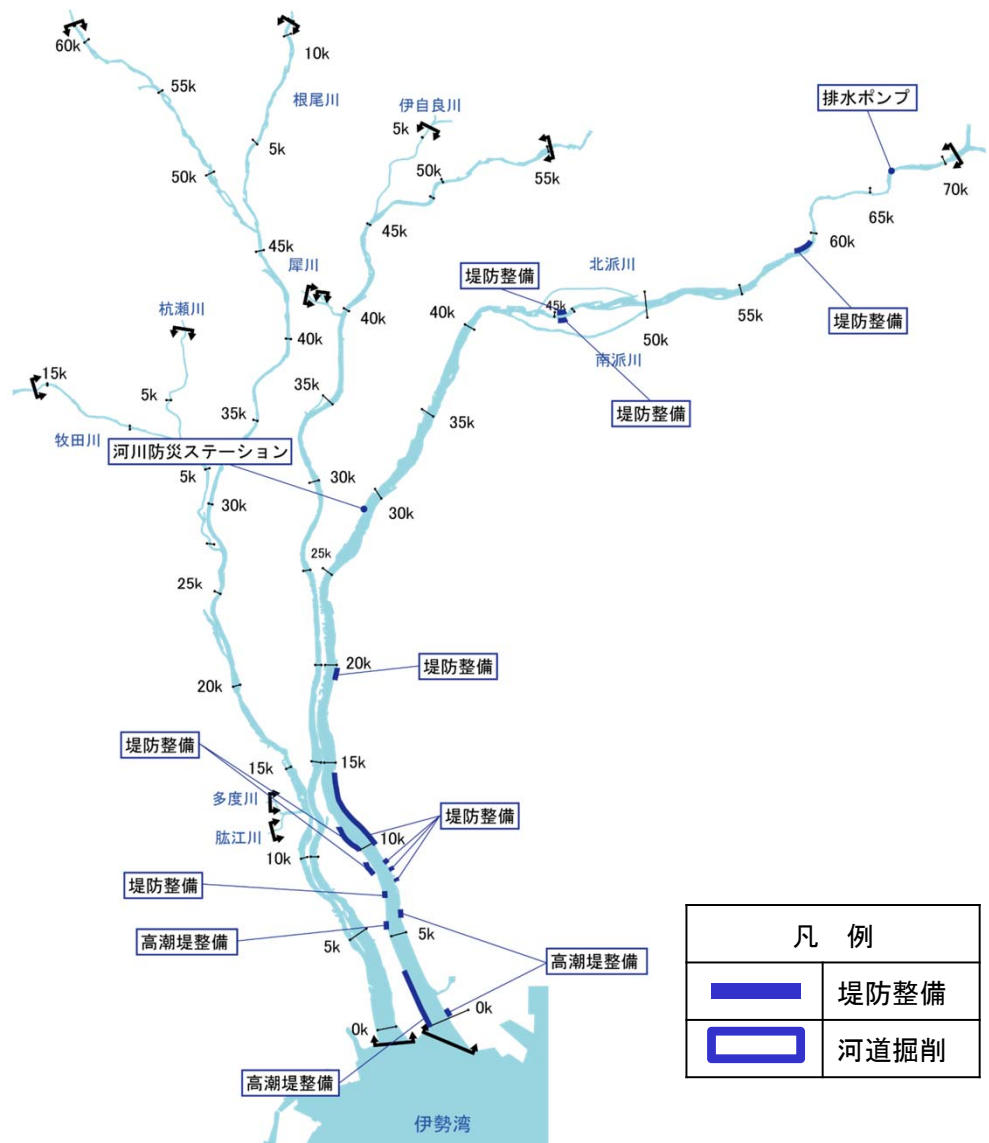 60k
10k
根尾川
55k
伊自良川
5k
5k
排水ポンプ
50k
50k
55k
70k
65k
45k
45k
60k
犀川
北派川
堤防整備
45k
堤防整備
杭瀬川
40k
40k
40k
55k
50k
南派川
15k
5k
35k
35k
35k
堤防整備
牧田川
河川防災ステーション
5k
30k
30k
30k
25k
25k
20k
堤防整備
20k
堤防整備
15k
15k
多度川
肱江川
10k
堤防整備
10k
堤防整備
5k
5k
高潮堤整備
高潮堤整備
0k
0k
高潮堤整備
伊勢湾
凡 例
堤防整備
河道掘削